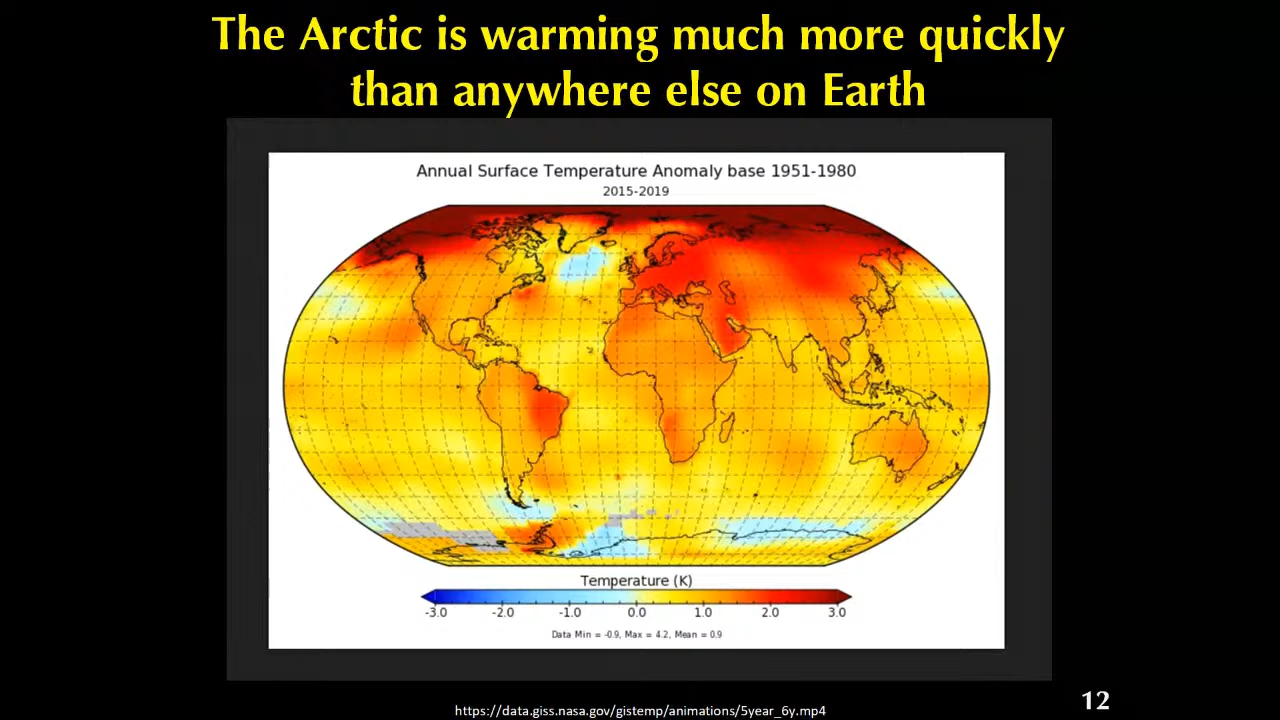 The Arctic is warming much more quickly
than anywhere else on Earth
Annual Surface Temperature Anomaly base 1951-1980
2015-2019
Temperature (K)
-3.0 -2.0 -1.0 0.0 1.0 2.0 3.0
Data Min = -0.9, Max = 4.2, Mean = 0.9
12
https://data.giss.nasa.gov/gistemp/animations/5year_6y.mp4